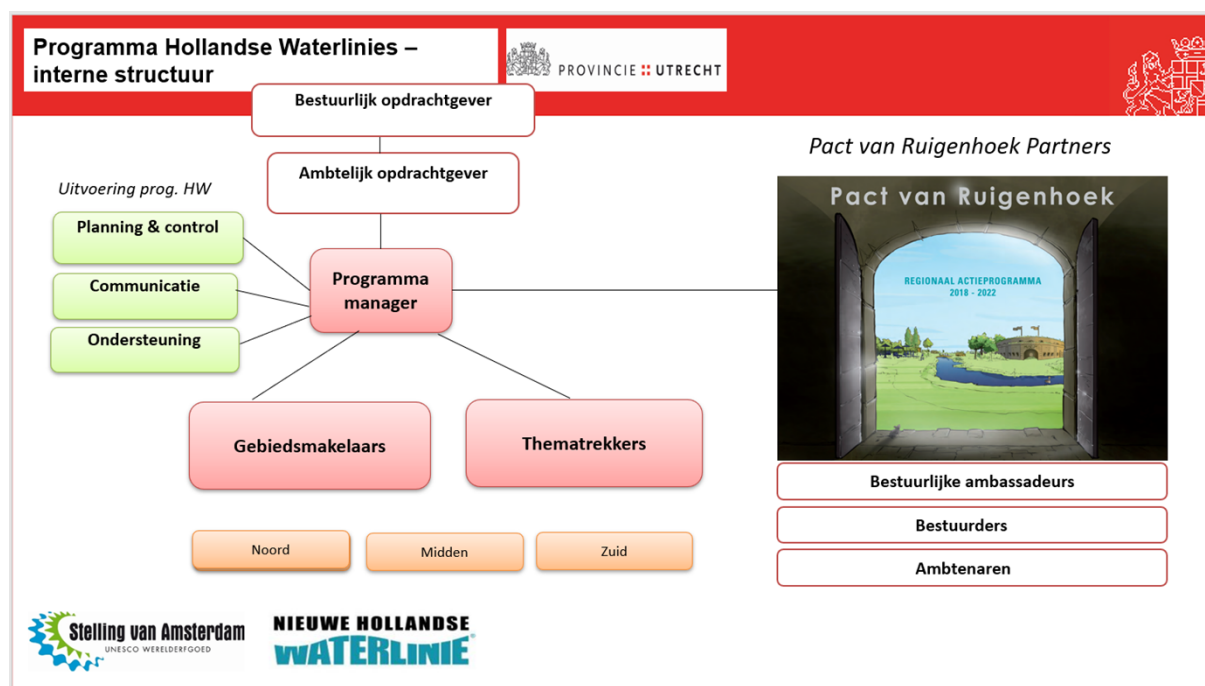 Programma Hollandse Waterlinies –
interne structuur
PROVINCIE :: UTRECHT
Bestuurlijk opdrachtgever
Ambtelijk opdrachtgever
Uitvoering prog. HW
Planning & control
Communicatie
Ondersteuning
Programma
manager
Gebiedsmakelaars
Thematrekkers
Noord
Midden
Zuid
Pact van Ruigenhoek Partners
Pact van Ruigenhoek
REGIONAAL ACTIEPROGRAMMA
2018 - 2022
Bestuurlijke ambassadeurs
Bestuurders
Ambtenaren
Stelling van Amsterdam
UNESCO WERELDERFGOED
NIEUWE HOLLANDSE
WATERLINIE